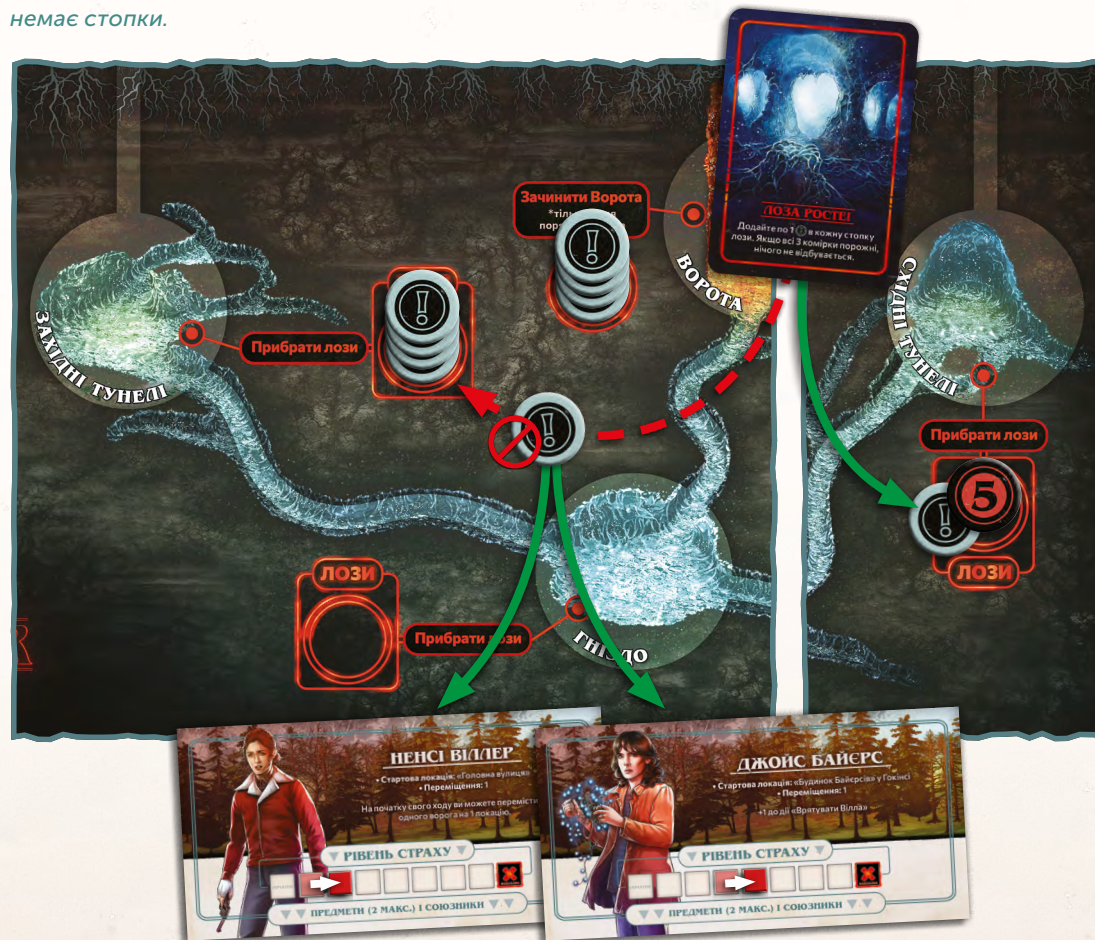 немає стопки.
Зачинити Ворота
ЛОЗА РОСТЕ!
Додайте по 1 ! в кожну стопку
лози. Якщо всі 3 комірки порожні,
нічого не відбувається.
ВОРОТА
СХІДНІ ТУНЕЛІ
ЗАХІДНІ ТУНЕЛІ
Прибрати лози
!
!
!
Прибрати лози
!
5
ЛОЗИ
ЛОЗИ
Прибрати лози
ГНІЗДО
НЕНСІ ВІЛЛЕР
• Стартова локація: «Головна вулиця»
• Переміщення: 1
На початку свого ходу ви можете перемісти
одного ворога на 1 локацію.
РІВЕНЬ СТРАХУ
ПРЕДМЕТИ (2 МАКС.) І СОЮЗНИКИ
ДЖОЙС БАЙЄРС
• Стартова локація: «Будинок Байєрсів» у Гокінсі
• Переміщення: 1
+1 до дії «Врятувати Вілла»
РІВЕНЬ СТРАХУ
ПРЕДМЕТИ (2 МАКС.) І СОЮЗНИКИ